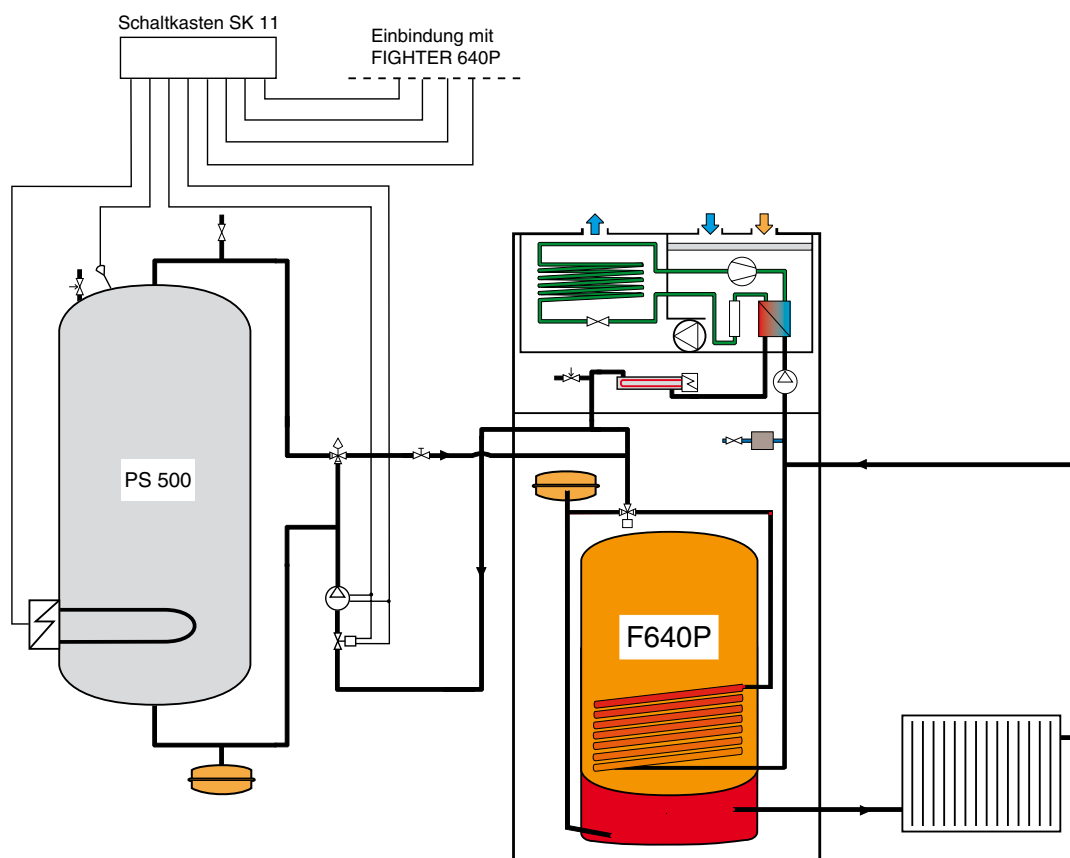 Schaltkasten SK 11
Einbindung mit
FIGHTER 640P
PS 500
F640P